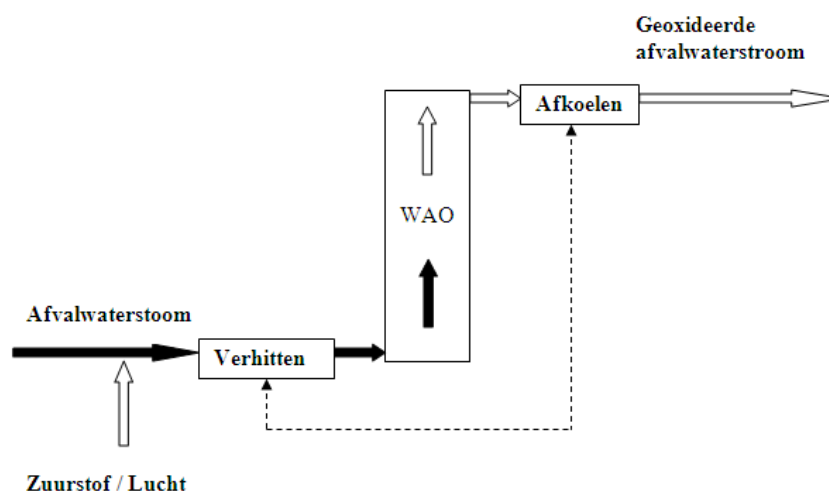 Geoxideerde
afvalwaterstroom
Afkoelen
WAO
Afvalwaterstoom
Verhitten
Zuurstof / Lucht